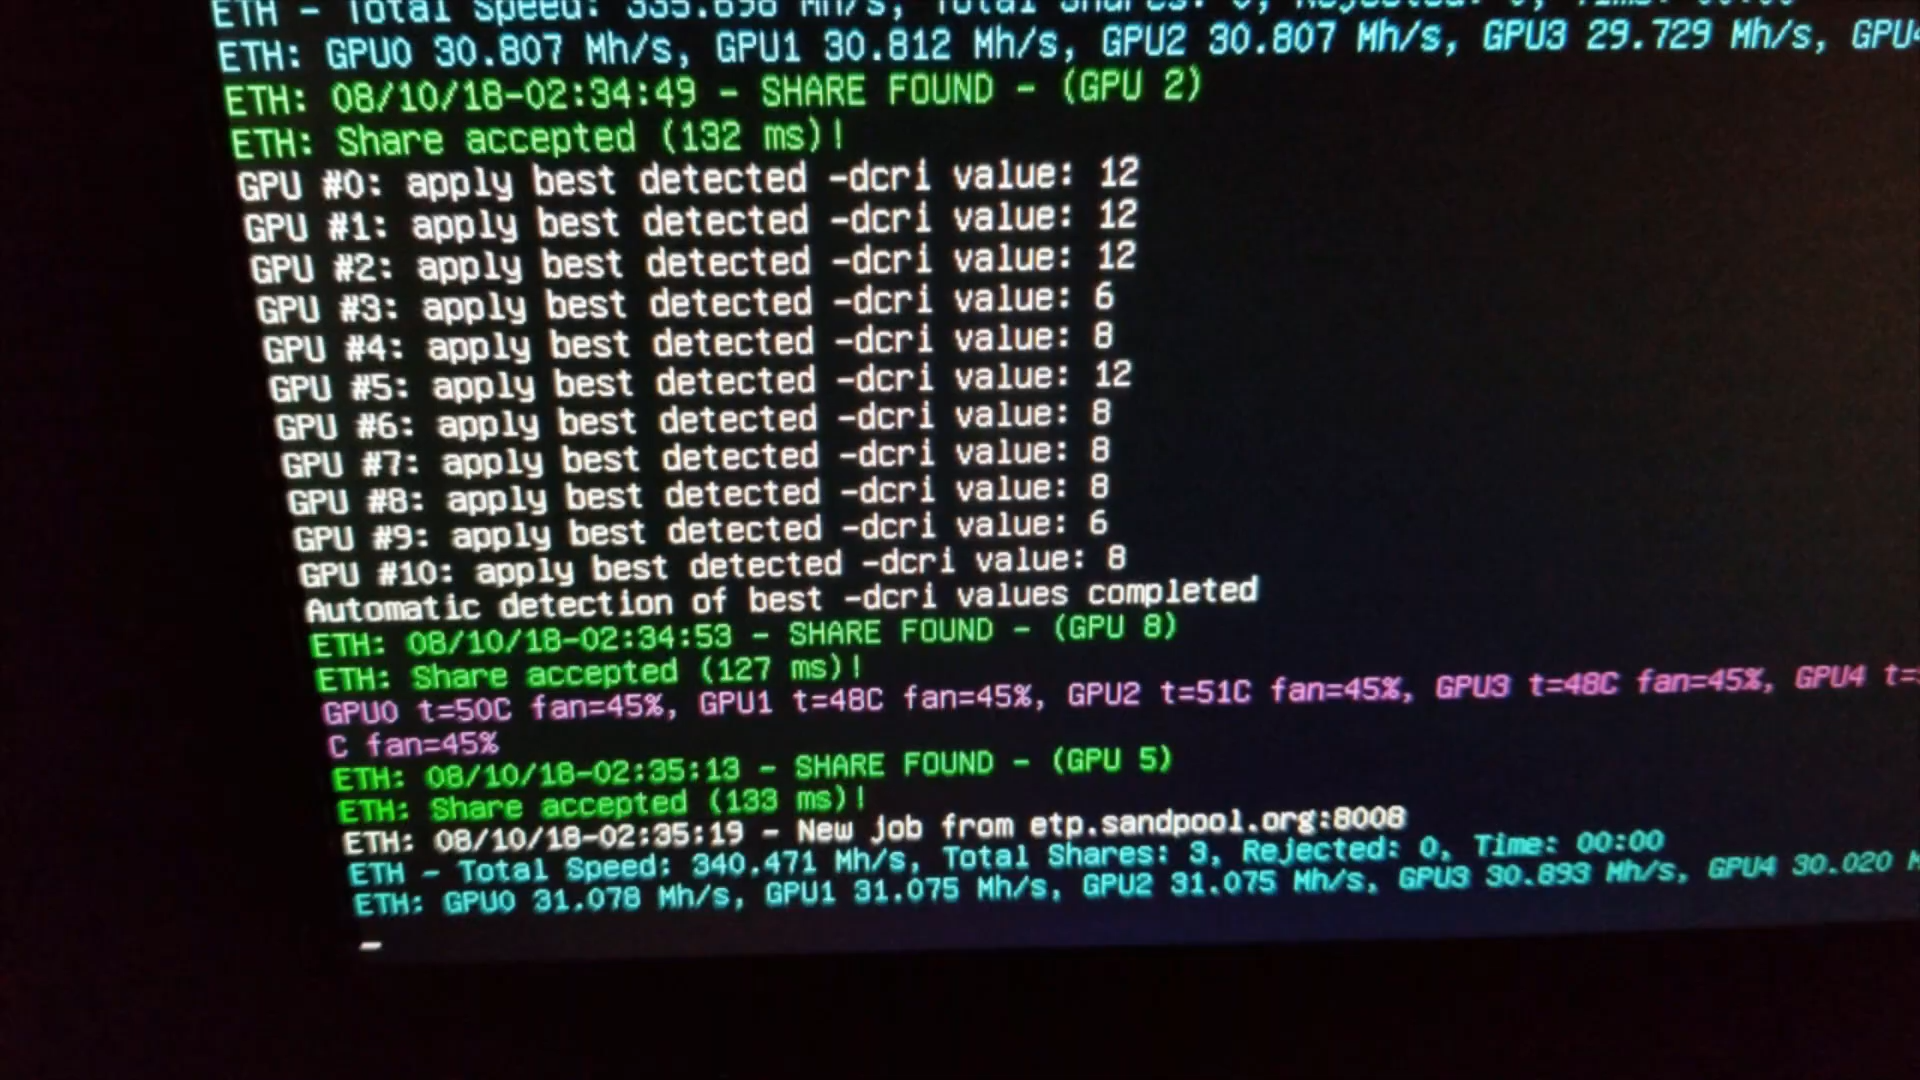 ETH - Total Speed: 335.698 Mh/s, Total Shares: 0, Rejected: 0, Time: 00:00
ETH: GPU0 30.807 Mh/s, GPU1 30.812 Mh/s, GPU2 30.807 Mh/s, GPU3 29.729 Mh/s, GPU4
ETH: 08/10/18-02:34:49 - SHARE FOUND - (GPU 2)
ETH: Share accepted (132 ms)!
GPU #0: apply best detected -dcri value: 12
GPU #1: apply best detected -dcri value: 12
GPU #2: apply best detected -dcri value: 12
GPU #3: apply best detected -dcri value: 6
GPU #4: apply best detected -dcri value: 8
GPU #5: apply best detected -dcri value: 12
GPU #6: apply best detected -dcri value: 8
GPU #7: apply best detected -dcri value: 8
GPU #8: apply best detected -dcri value: 8
GPU #9: apply best detected -dcri value: 6
GPU #10: apply best detected -dcri value: 8
Automatic detection of best -dcri values completed
ETH: 08/10/18-02:34:53 - SHARE FOUND - (GPU 8)
ETH: Share accepted (127 ms)!
GPU0 t=50C fan=45%, GPU1 t=48C fan=45%, GPU2 t=51C fan=45%, GPU3 t=48C fan=45%, GPU4 t=
C fan=45%
ETH: 08/10/18-02:35:13 - SHARE FOUND - (GPU 5)
ETH: Share accepted (133 ms)!
ETH: 08/10/18-02:35:19 - New job from etp.sandpool.org:8008
ETH - Total Speed: 340.471 Mh/s, Total Shares: 3, Rejected: 0, Time: 00:00
ETH: GPU0 31.078 Mh/s, GPU1 31.075 Mh/s, GPU2 31.075 Mh/s, GPU3 30.893 Mh/s, GPU4 30.020 M